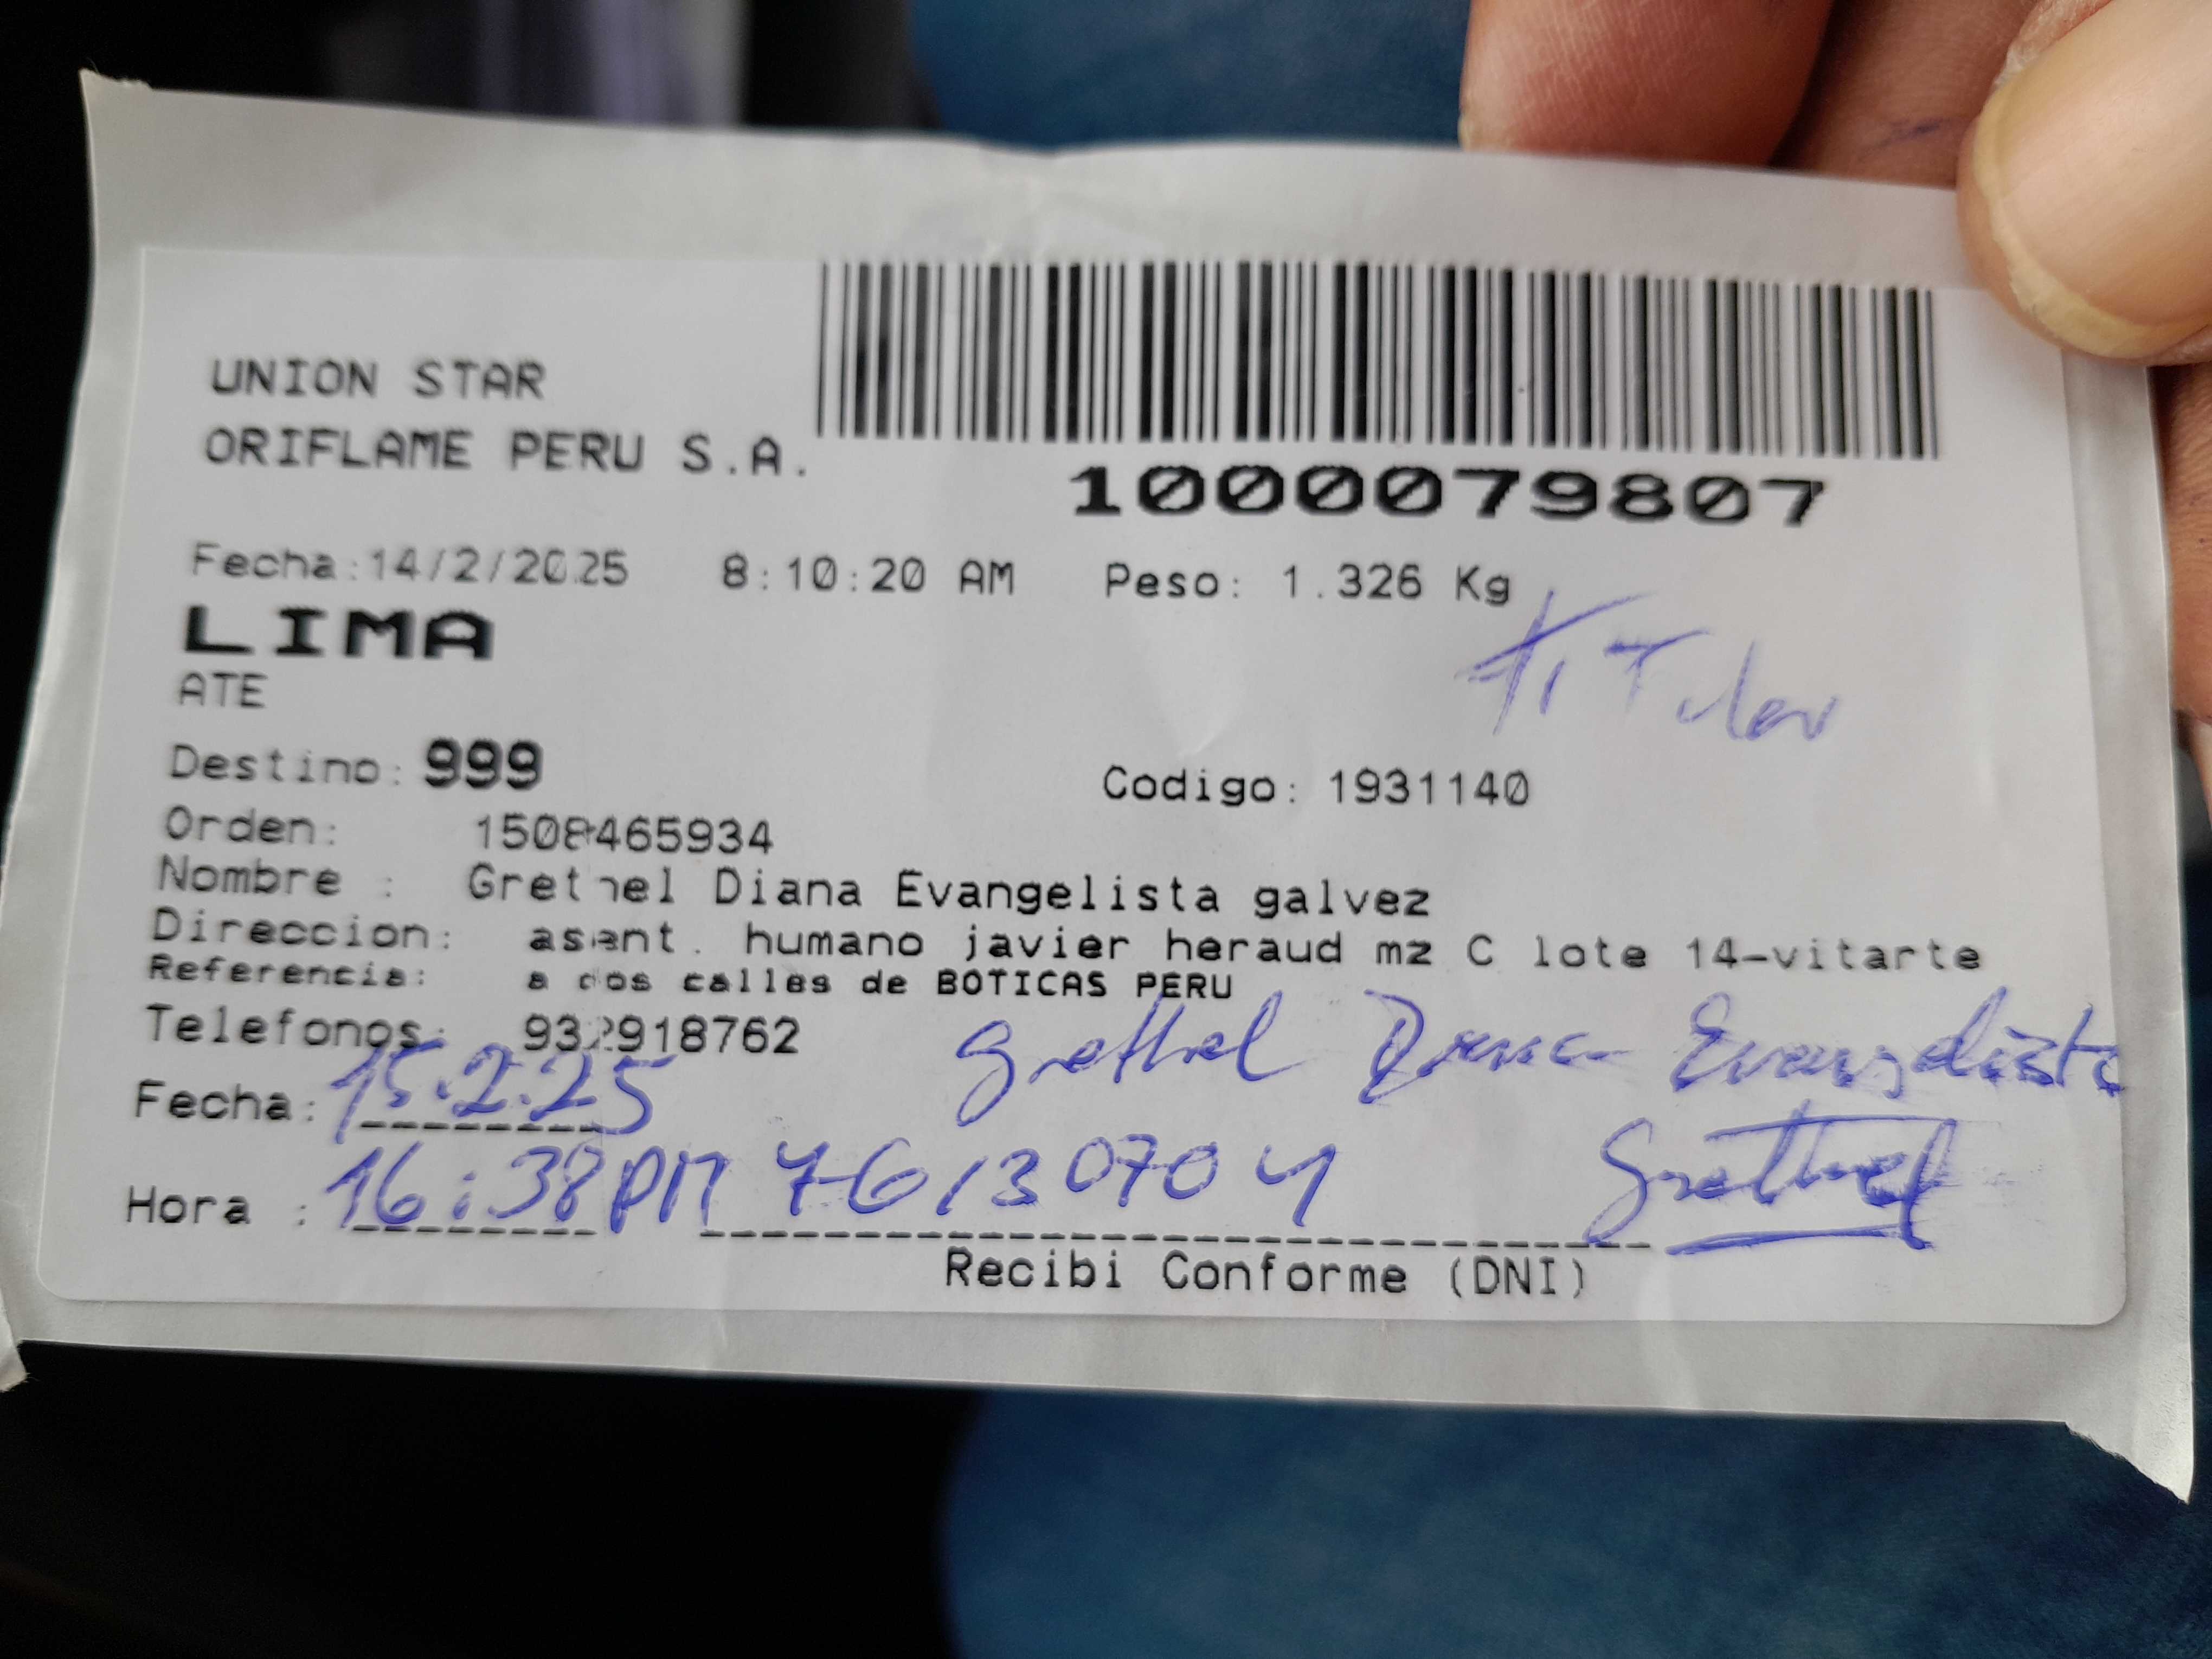 UNION STAR
ORIFLAME PERU S.A.
1000079807
Fecha:14/2/2025 8:10:20 AM Peso: 1.326 Kg
LIMA
Titular
ATE
Destino: 999 Codigo: 1931140
Orden: 1508465934
Nombre : Grethel Diana Evangelista galvez
Direccion: asent. humano javier heraud mz C lote 14-vitarte
Referencia: a dos calles de BOTICAS PERU
Telefonos: 932918762
Grethel Diana Evangelista
Fecha: 15.2.25
Grethel
Hora : 16:38 PM 76130704
Recibi Conforme (DNI)